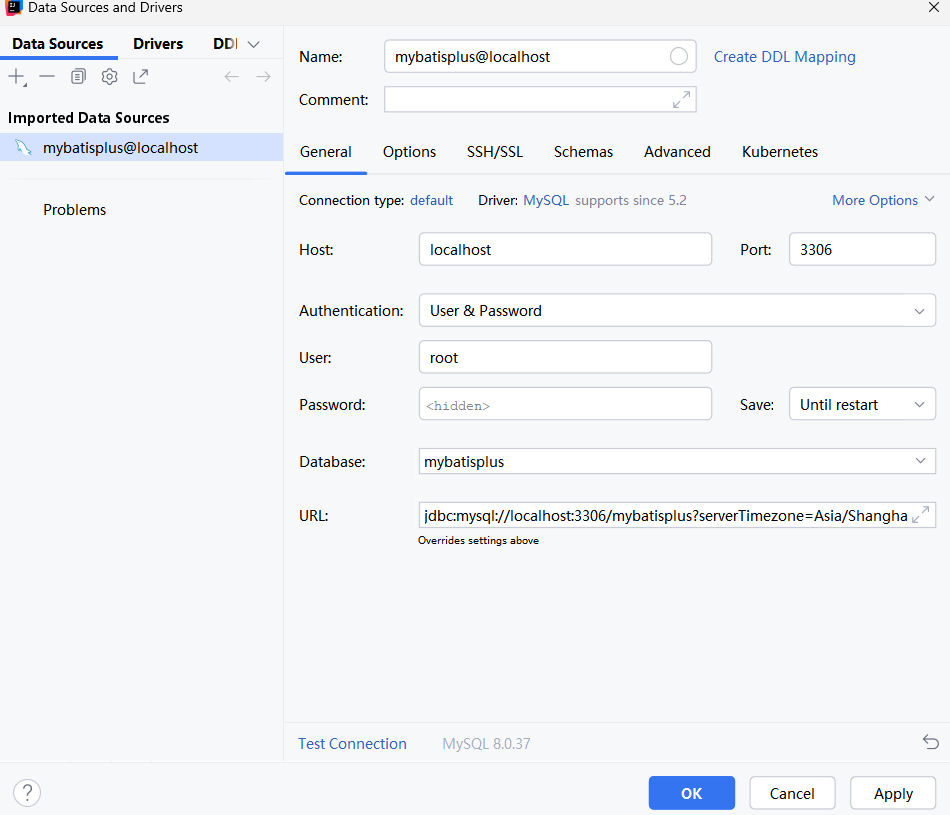 Data Sources and Drivers
Data Sources Drivers DDl
Imported Data Sources
mybatisplus@localhost
Problems
Name: mybatisplus@localhost Create DDL Mapping
Comment:
General Options SSH/SSL Schemas Advanced Kubernetes
Connection type: default Driver: MySQL supports since 5.2 More Options
Host: localhost Port: 3306
Authentication: User & Password
User: root
Password: <hidden> Save: Until restart
Database: mybatisplus
URL: jdbc:mysql://localhost:3306/mybatisplus?serverTimezone=Asia/Shangha
Overrides settings above
Test Connection MySQL 8.0.37
? OK Cancel Apply